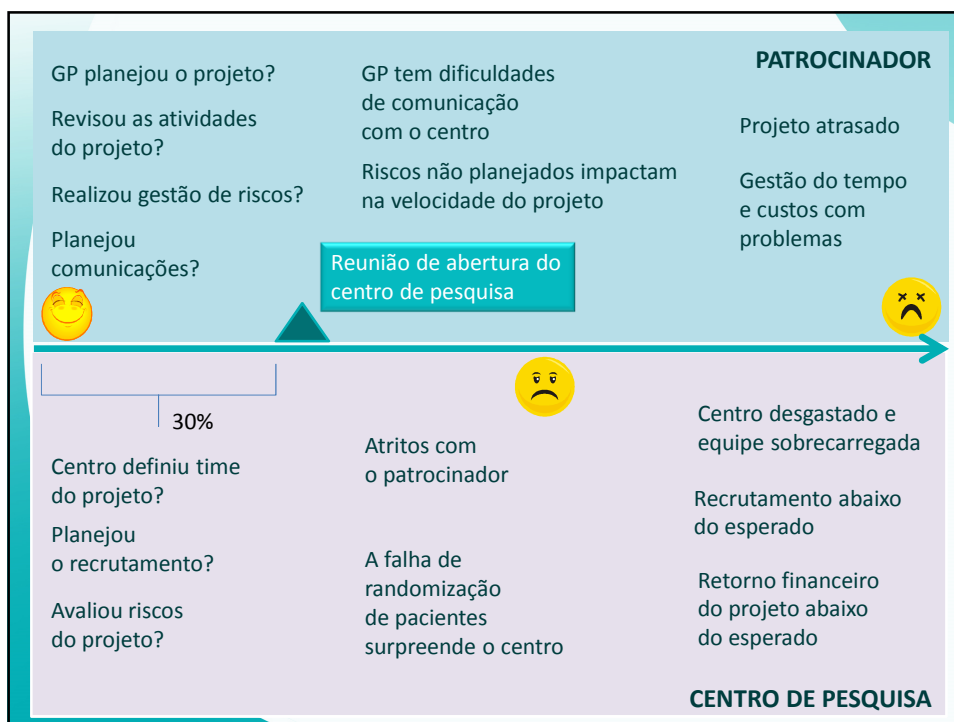 PATROCINADOR
GP planejou o projeto?
Revisou as atividades
do projeto?
Realizou gestão de riscos?
Planejou
comunicações?
GP tem dificuldades
de comunicação
com o centro
Riscos não planejados impactam
na velocidade do projeto
Projeto atrasado
Gestão do tempo
e custos com
problemas
Reunião de abertura do
centro de pesquisa
30%
Centro definiu time
do projeto?
Planejou
o recrutamento?
Avaliou riscos
do projeto?
Atritos com
o patrocinador
A falha de
randomização
de pacientes
surpreende o centro
Centro desgastado e
equipe sobrecarregada
Recrutamento abaixo
do esperado
Retorno financeiro
do projeto abaixo
do esperado
CENTRO DE PESQUISA